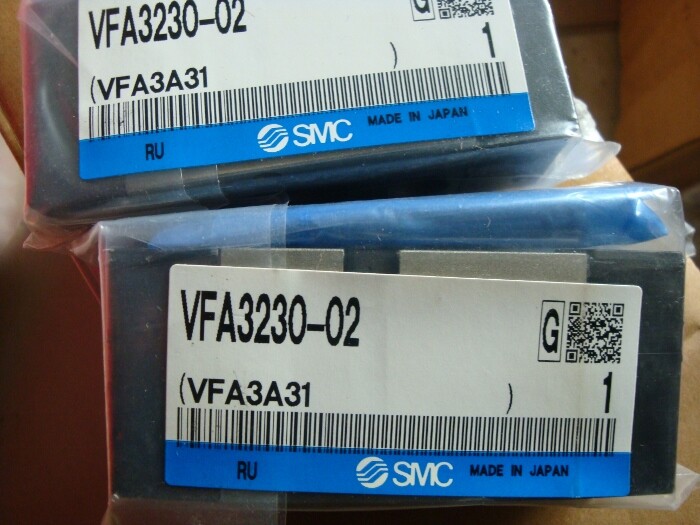 VFA3230-02
G
1
(VFA3A31 )
RU SMC MADE IN JAPAN
VFA3230-02
G
(VFA3A31 ) 1
RU SMC MADE IN JAPAN